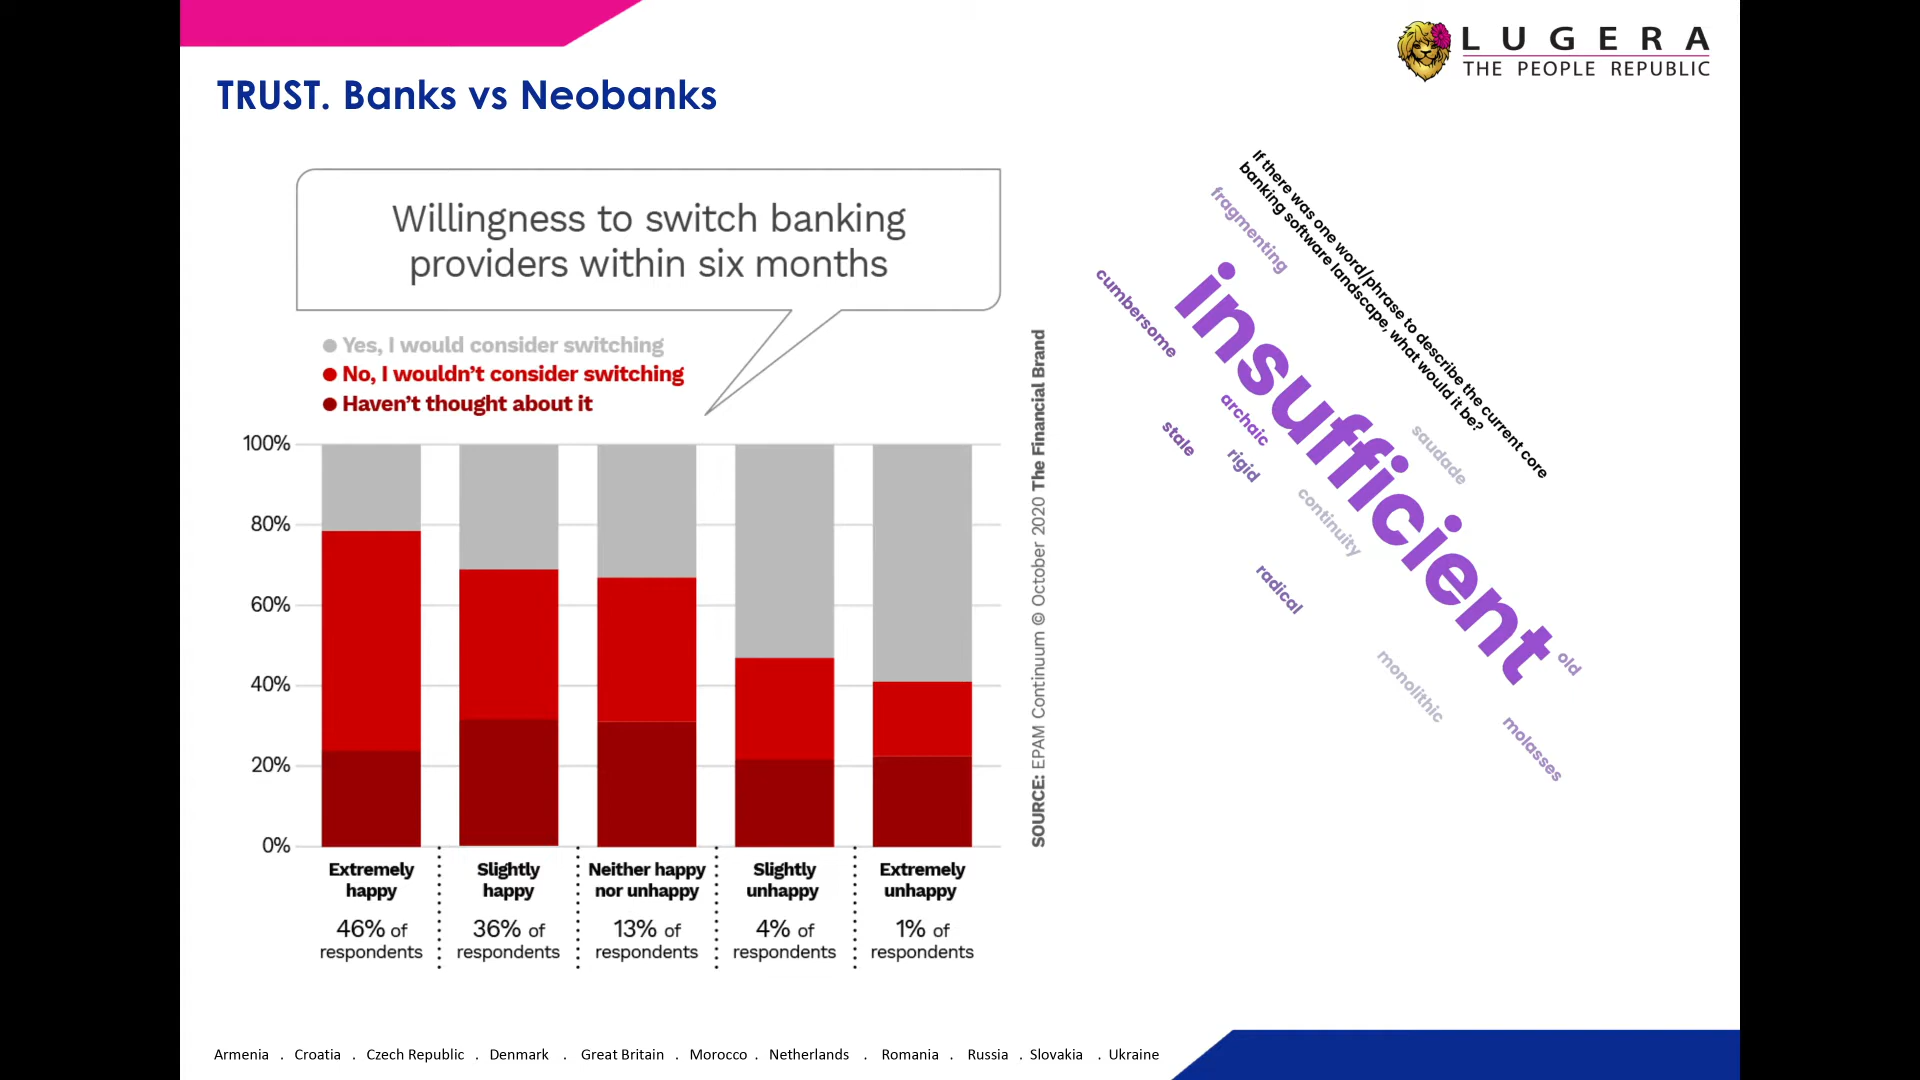 LUGERA
THE PEOPLE REPUBLIC
TRUST. Banks vs Neobanks
Willingness to switch banking
providers within six months
Yes, I would consider switching
No, I wouldn't consider switching
Haven't thought about it
100%
80%
60%
40%
20%
0%
Extremely
happy
46% of
respondents
Slightly
happy
36% of
respondents
Neither happy
nor unhappy
13% of
respondents
Slightly
unhappy
4% of
respondents
Extremely
unhappy
1% of
respondents
SOURCE: EPAM Continuum © October 2020 The Financial Brand
If there was one word/phrase to describe the current core
banking software landscape, what would it be?
fragmenting
cumbersome
insufficient
archaic
stale
rigid
saudade
continuity
radical
old
monolithic
molasses
Armenia . Croatia . Czech Republic . Denmark . Great Britain . Morocco . Netherlands . Romania . Russia . Slovakia . Ukraine